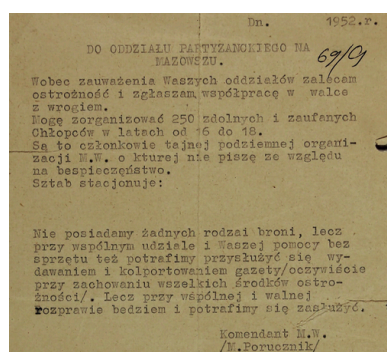 Dn. 1952.r.
DO ODDZIAŁU PARTYZANCKIEGO NA
MAZOWSZU.
69/01
Wobec zauważenia Waszych oddziałów zalecam
ostrożność i zgłaszam współpracę w walce
z wrogiem.
Mogę zorganizować 250 zdolnych i zaufanych
Chłopców w latach od 16 do 18.
Są to członkowie tajnej podziemnej organi-
zacji M.W. o kturej nie piszę ze względu
na bespieczeństwo.
Sztab stacjonuje:
Nie posiadamy żadnych rodzai broni, lecz
przy wspólnym udziale i Waszej pomocy bez
sprzętu też potrafimy przysłużyć się wy-
dawaniem i kolportowaniem gazety/oczywiście
przy zachowaniu wszelkich środków ostro-
żności/. Lecz przy wspólnej i walnej
rozprawie bedziem i potrafimy się zasłużyć.
Komendant M.W.
/M.Porucznik/